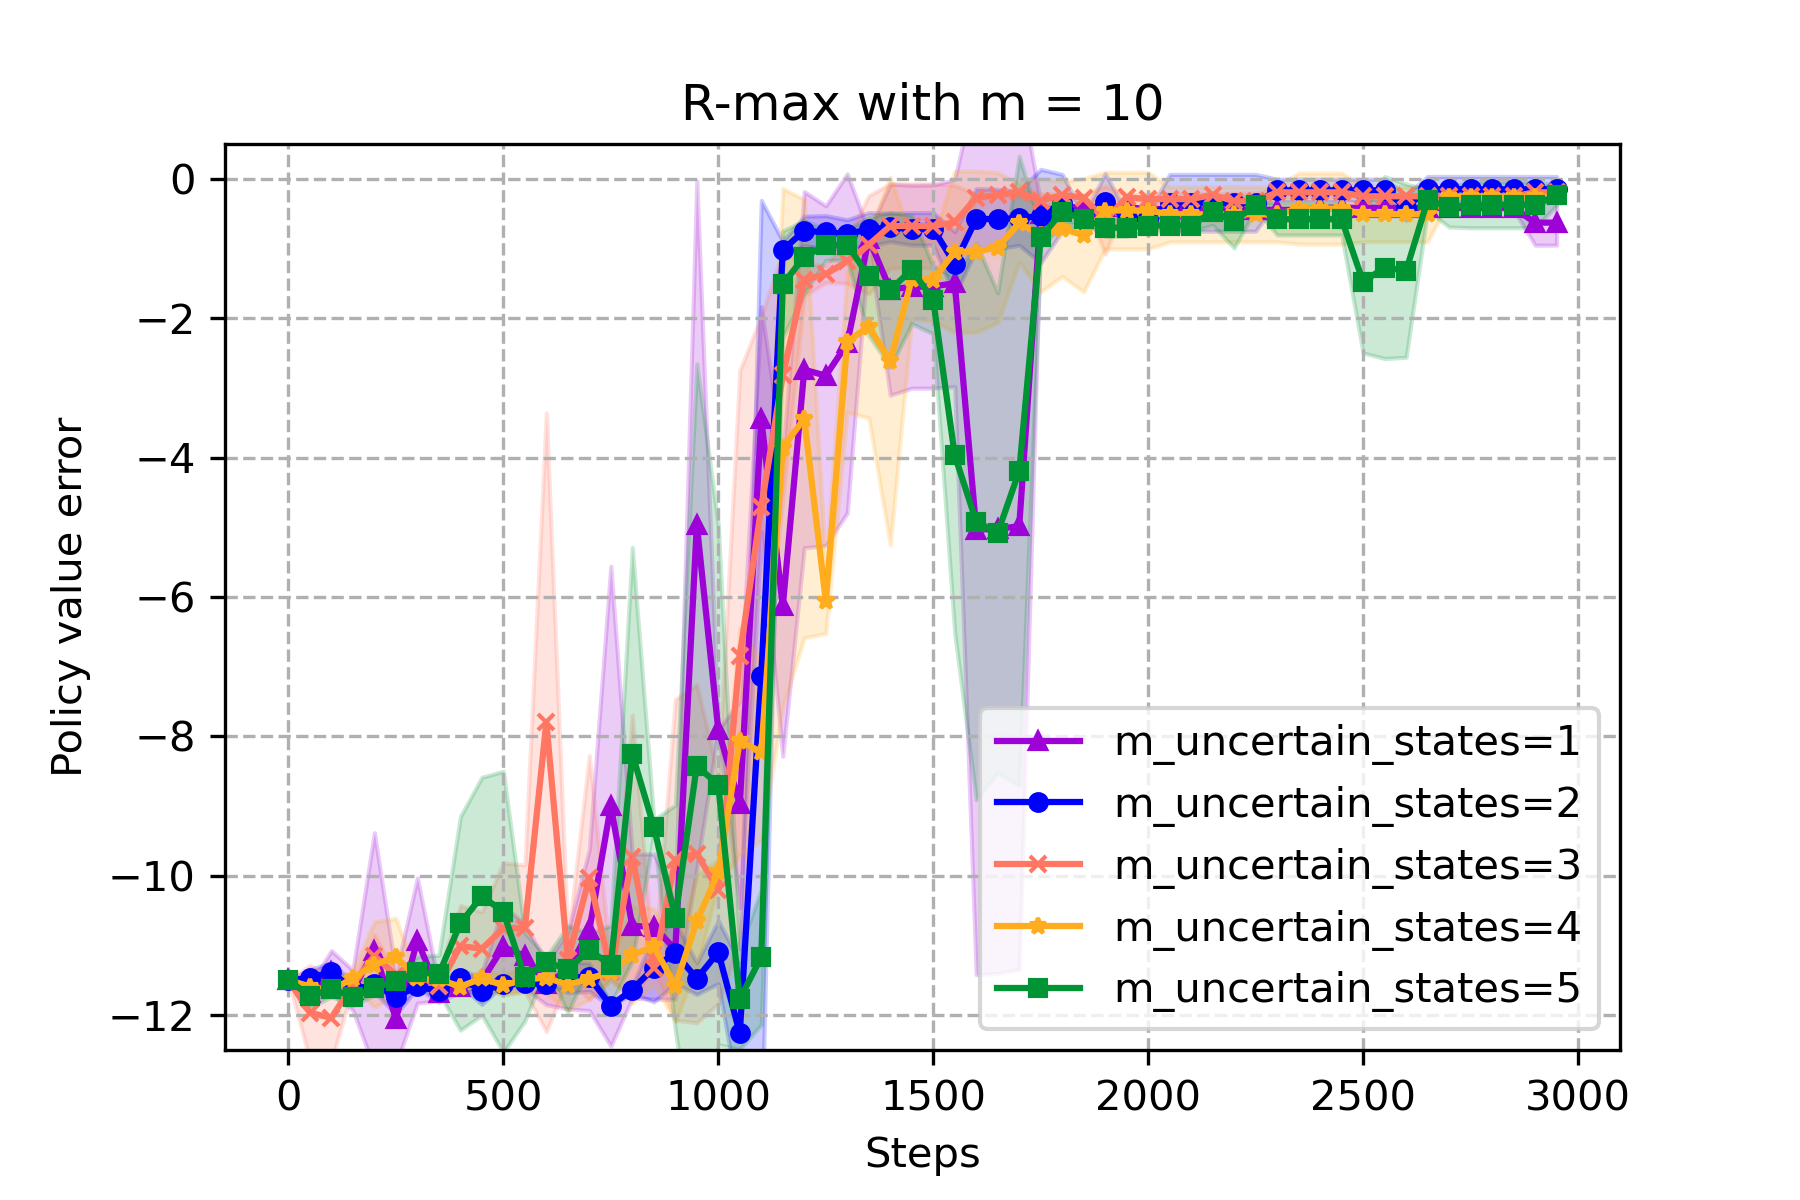 R-max with m = 10
Policy value error
0
−2
−4
−6
−8
−10
−12
m_uncertain_states=1
m_uncertain_states=2
m_uncertain_states=3
m_uncertain_states=4
m_uncertain_states=5
0 500 1000 1500 2000 2500 3000
Steps